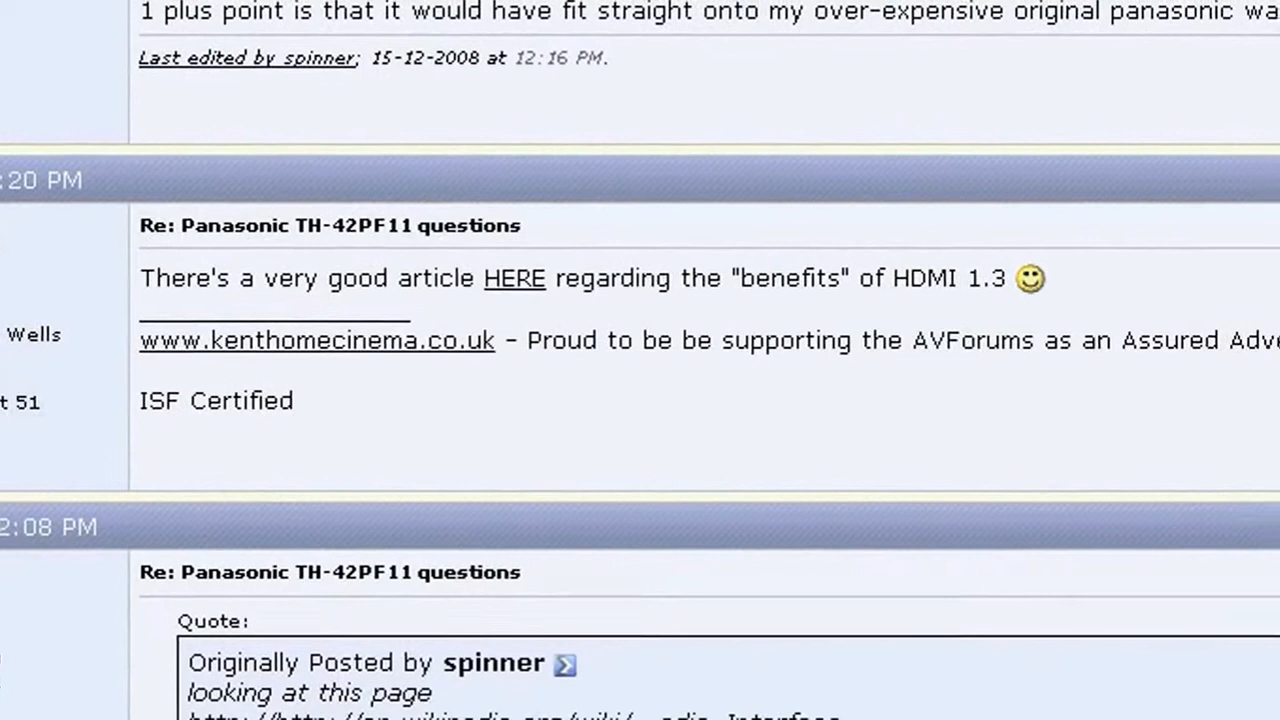 1 plus point is that it would have fit straight onto my over-expensive original panasonic
Last edited by spinner; 15-12-2008 at 12:16 PM.
:20 PM
Re: Panasonic TH-42PF11 questions
There's a very good article HERE regarding the "benefits" of HDMI 1.3
Wells
www.kenthomecinema.co.uk - Proud to be be supporting the AVForums as an Assured
t 51
ISF Certified
2:08 PM
Re: Panasonic TH-42PF11 questions
Quote:
Originally Posted by spinner
looking at this page